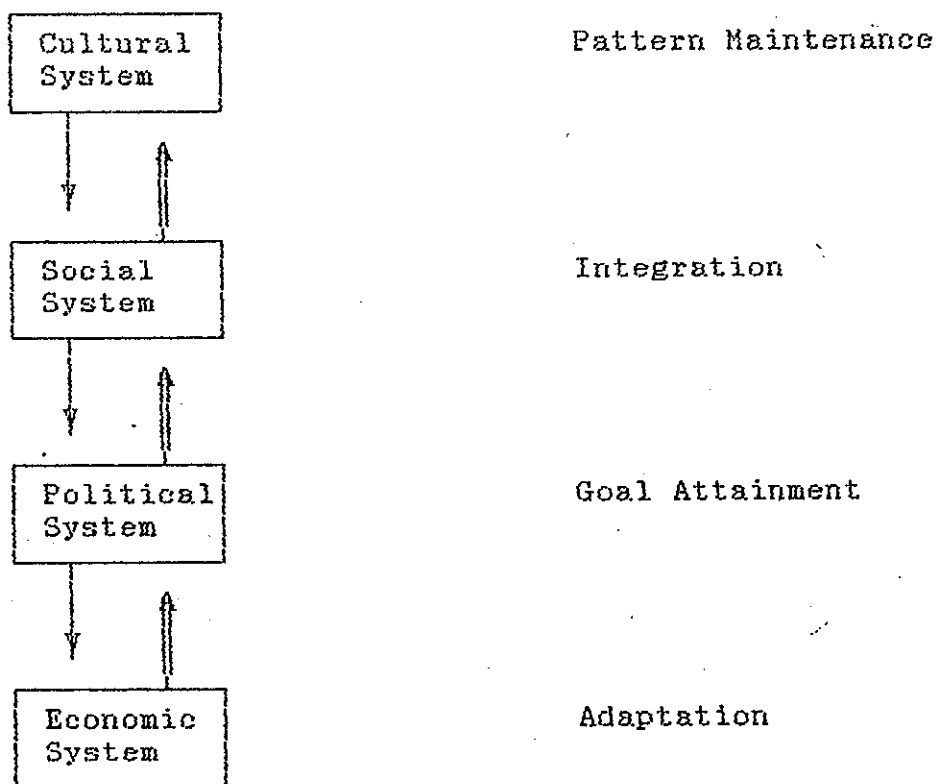 Cultural
System
Pattern Maintenance
Social
System
Integration
Political
System
Goal Attainment
Economic
System
Adaptation